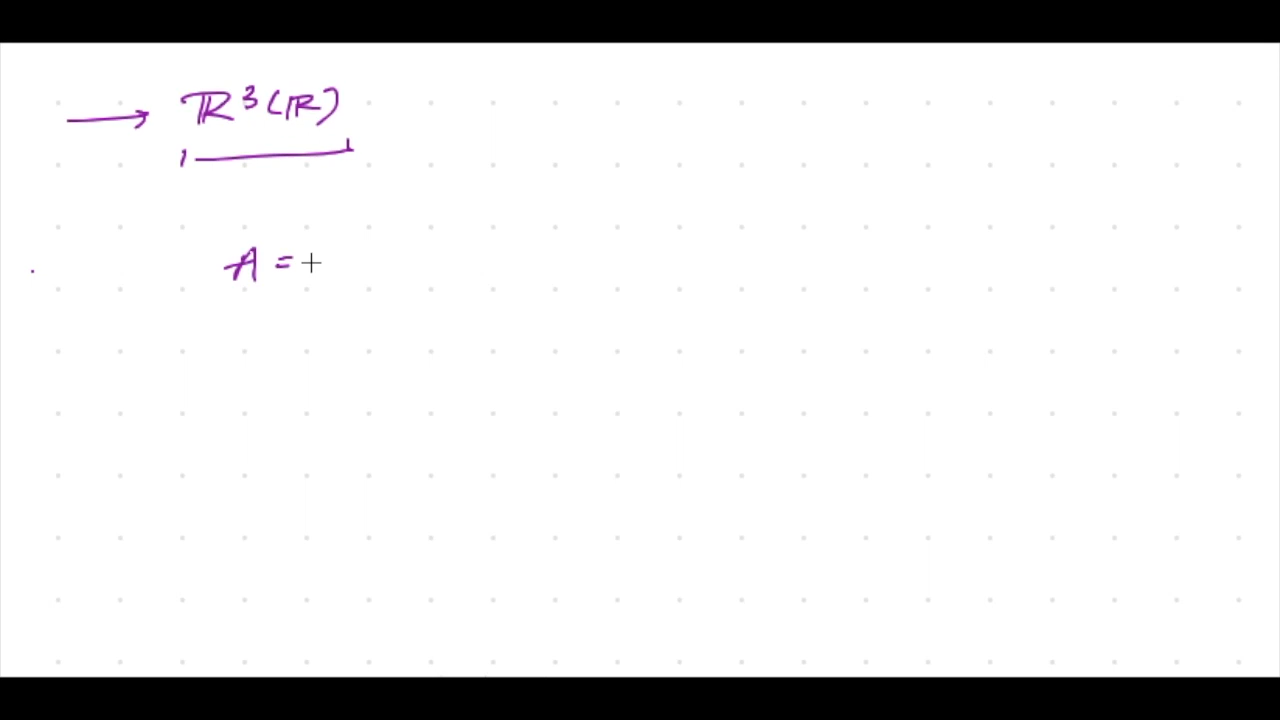 → ℝ³(ℝ)
A =